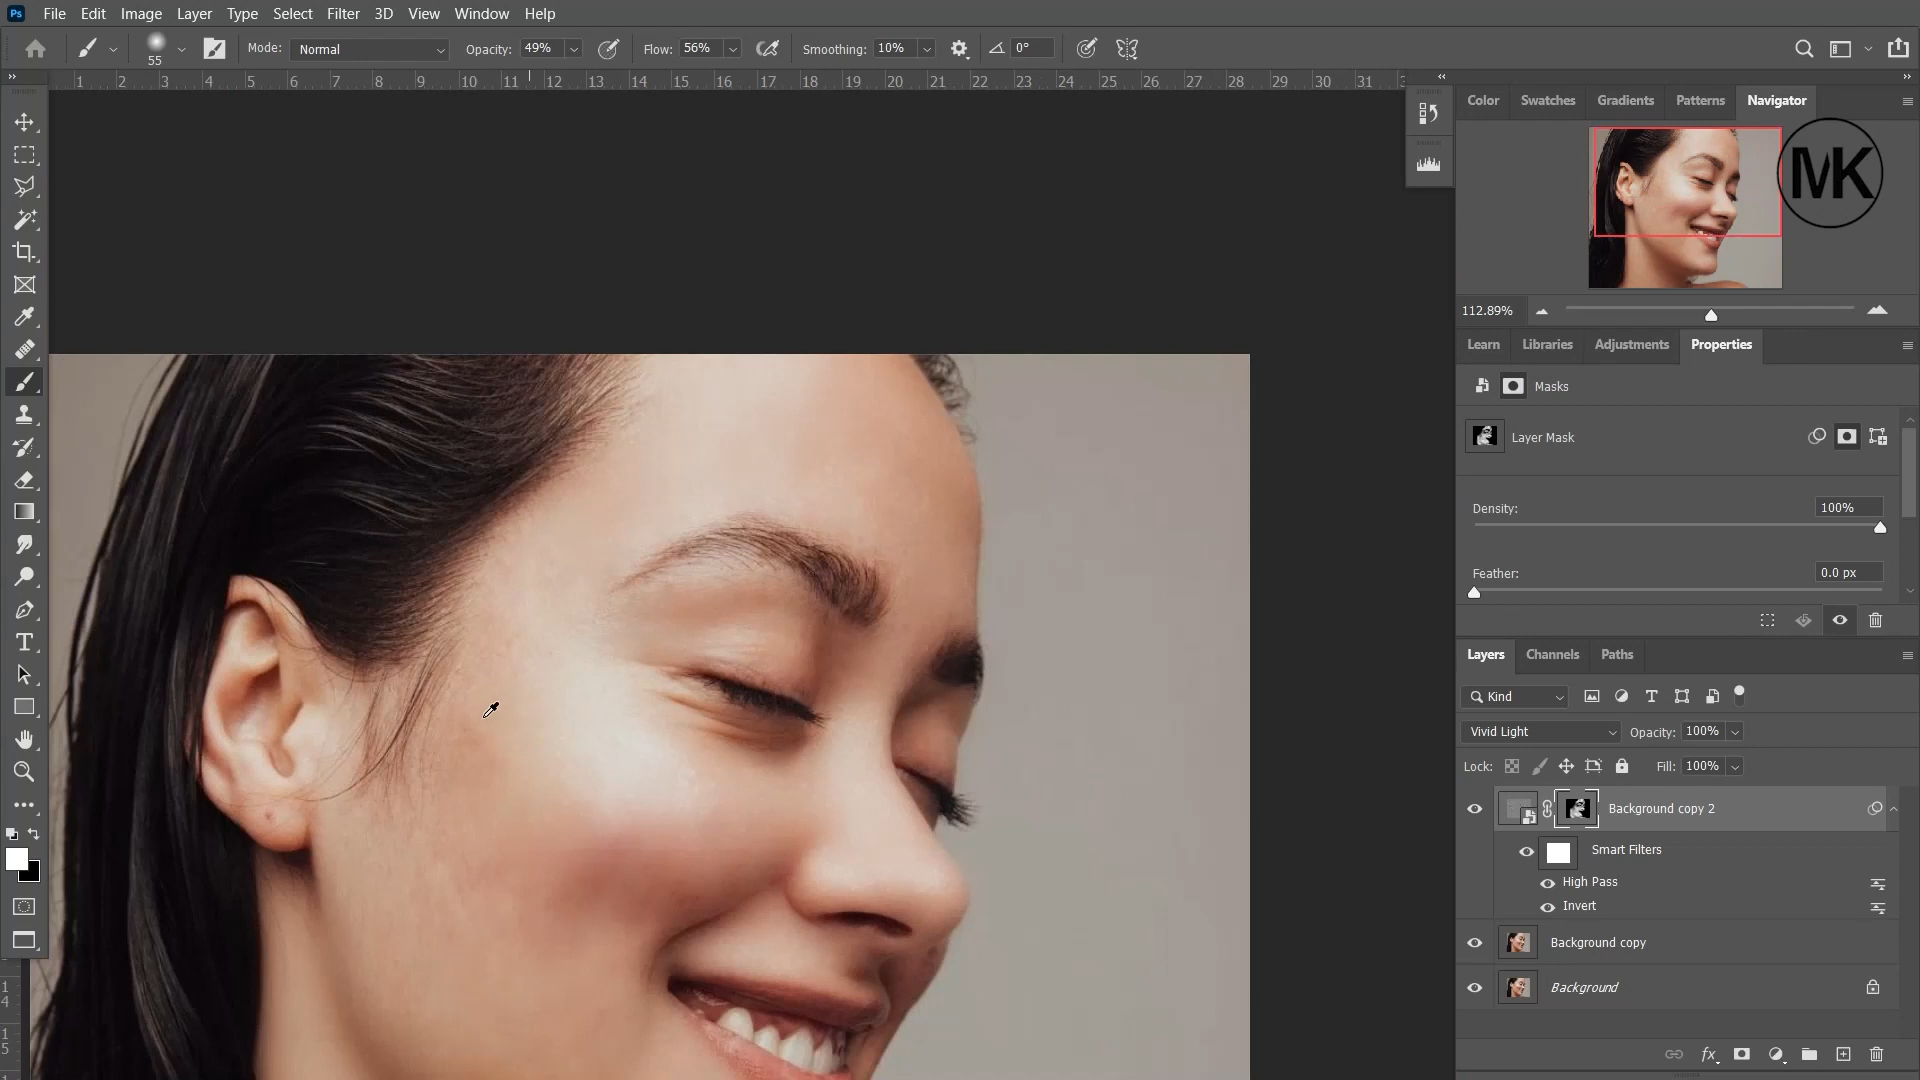 Ps File Edit Image Layer Type Select Filter 3D View Window Help
55 Mode: Normal Opacity: 49% Flow: 56% Smoothing: 10% 0°
1 2 3 4 5 6 7 8 9 10 11 12 13 14 15 16 17 18 19 20 21 22 23 24 25 26 27 28 29 30 31
Color Swatches Gradients Patterns Navigator
MK
112.89%
Learn Libraries Adjustments Properties
Masks
Layer Mask
Density: 100%
Feather: 0.0 px
Layers Channels Paths
Kind
Vivid Light Opacity: 100%
Lock: Fill: 100%
Background copy 2
Smart Filters
High Pass
Invert
Background copy
Background
1
4
1
5